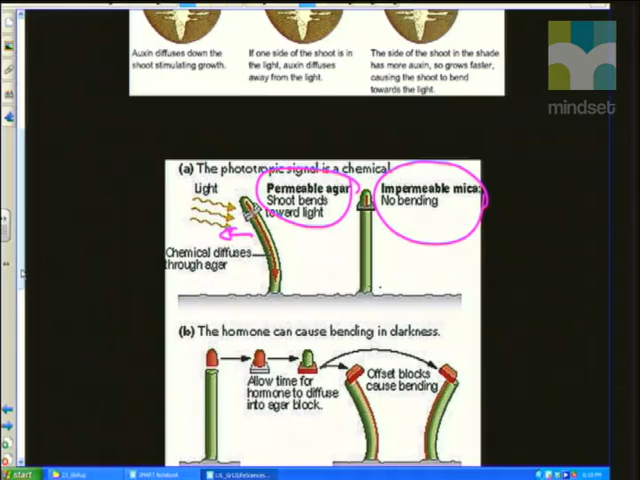 Auxin diffuses down the
shoot stimulating growth.
If one side of the shoot is in
the light, auxin diffuses
away from the light.
The side of the shoot in the shade
has more auxin, so grows faster,
causing the shoot to bend
towards the light.
mindset
(a) The phototropic signal is a chemical.
Light
Permeable agar
Shoot bends
toward light
Impermeable mica:
No bending
Chemical diffuses
through agar
(b) The hormone can cause bending in darkness.
Allow time for
hormone to diffuse
into agar block.
Offset blocks
cause bending
start
SMART Notebook